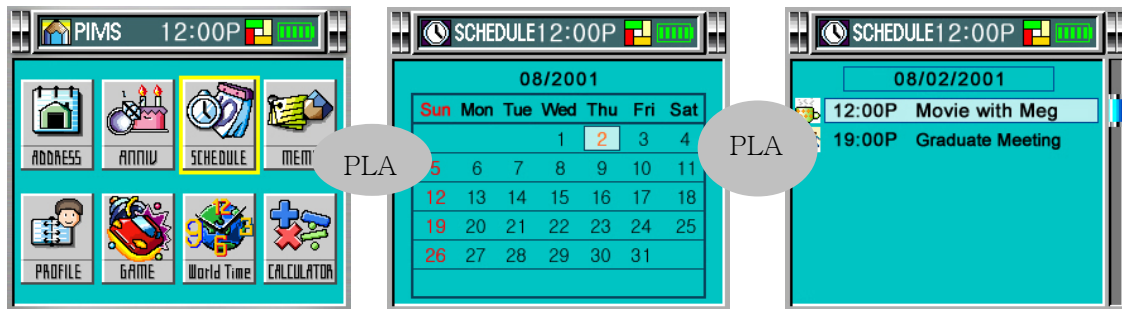 PIMS 12:00P
ADDRESS ANNIV SCHEDULE MEM
PROFILE GAME World Time CALCULATOR
PLA
SCHEDULE 12:00P
08/2001
Sun Mon Tue Wed Thu Fri Sat
1 2 3 4
5 6 7 8 9 10 11
12 13 14 15 16 17 18
19 20 21 22 23 24 25
26 27 28 29 30 31
PLA
SCHEDULE 12:00P
08/02/2001
12:00P Movie with Meg
19:00P Graduate Meeting